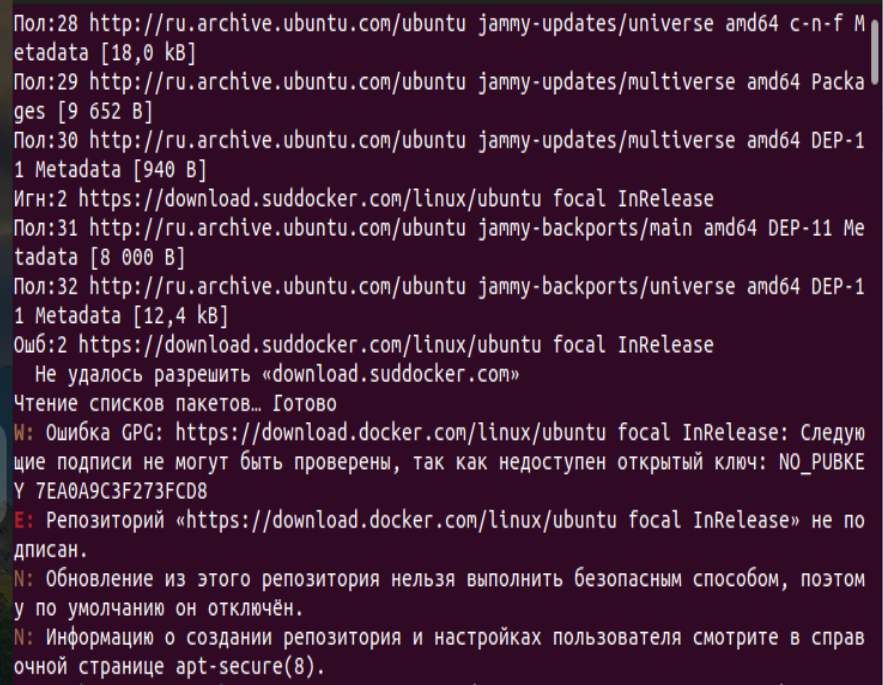 Пол:28 http://ru.archive.ubuntu.com/ubuntu jammy-updates/universe amd64 c-n-f M
etadata [18,0 kB]
Пол:29 http://ru.archive.ubuntu.com/ubuntu jammy-updates/multiverse amd64 Packa
ges [9 652 B]
Пол:30 http://ru.archive.ubuntu.com/ubuntu jammy-updates/multiverse amd64 DEP-1
1 Metadata [940 B]
Игн:2 https://download.suddocker.com/linux/ubuntu focal InRelease
Пол:31 http://ru.archive.ubuntu.com/ubuntu jammy-backports/main amd64 DEP-11 Me
tadata [8 000 B]
Пол:32 http://ru.archive.ubuntu.com/ubuntu jammy-backports/universe amd64 DEP-1
1 Metadata [12,4 kB]
Ошб:2 https://download.suddocker.com/linux/ubuntu focal InRelease
Не удалось разрешить «download.suddocker.com»
Чтение списков пакетов… Готово
W: Ошибка GPG: https://download.docker.com/linux/ubuntu focal InRelease: Следую
щие подписи не могут быть проверены, так как недоступен открытый ключ: NO_PUBKE
Y 7EA0A9C3F273FCD8
E: Репозиторий «https://download.docker.com/linux/ubuntu focal InRelease» не по
дписан.
N: Обновление из этого репозитория нельзя выполнить безопасным способом, поэтом
у по умолчанию он отключён.
N: Информацию о создании репозитория и настройках пользователя смотрите в справ
очной странице apt-secure(8).